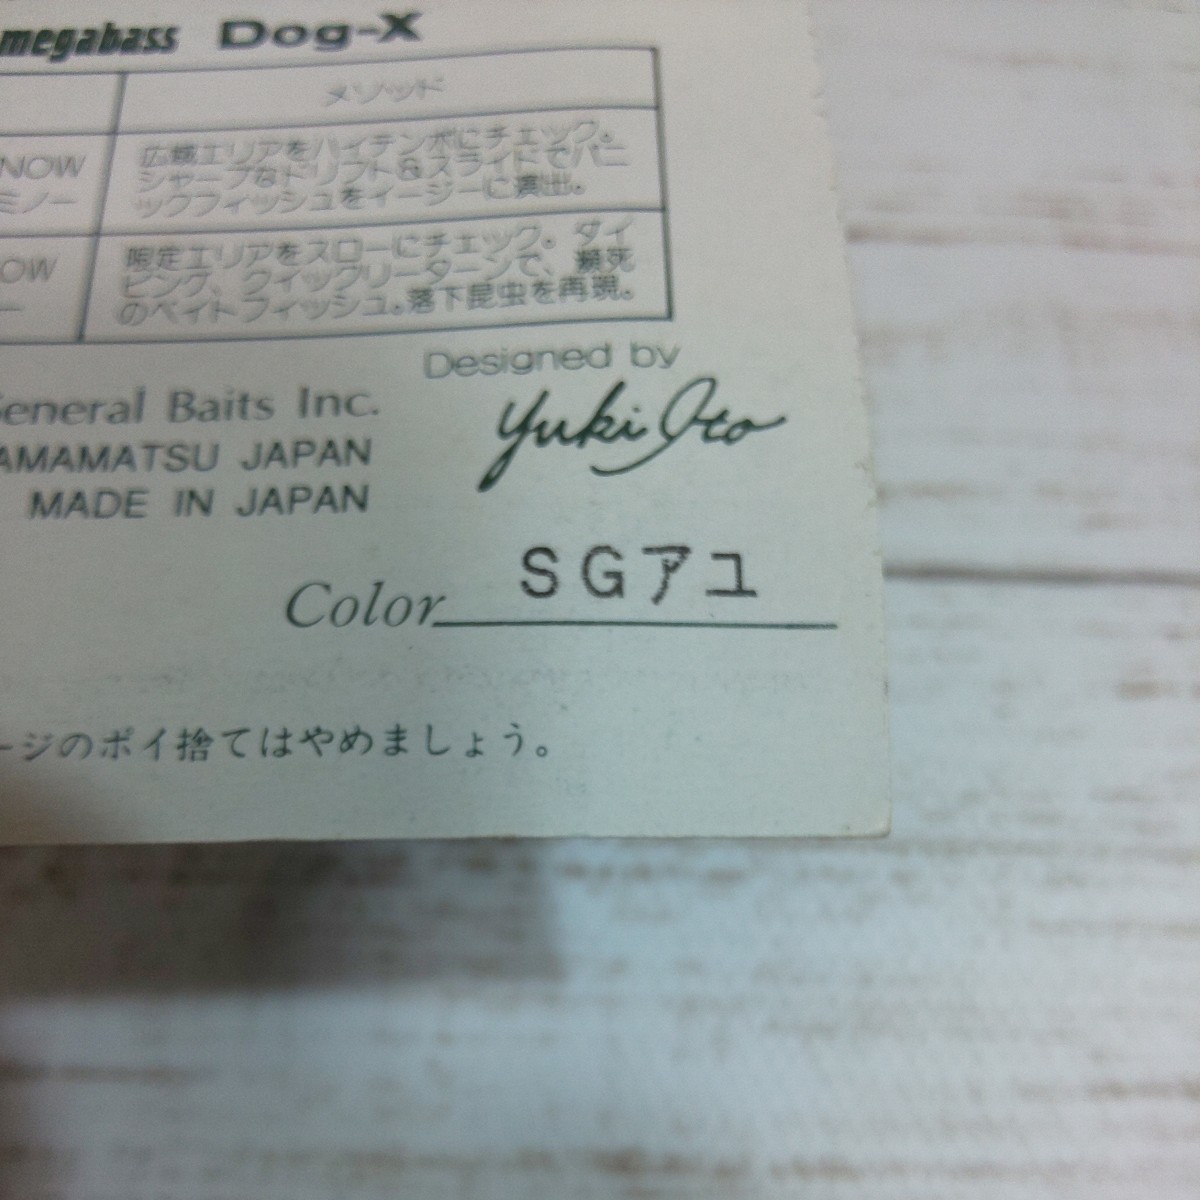 megabass Dog-X
メソッド
NOW
ミノー
広域エリアをハイテンポにチェック。
シャープなドリフト&スライドでパニ
ックフィッシュをイージーに演出。
OW
ー
限定エリアをスローにチェック。ダイ
ビング、クイックリーターンで、瀕死
のベイトフィッシュ。落下昆虫を再現。
Designed by
Yuki Ito
General Baits Inc.
AMAMATSU JAPAN
MADE IN JAPAN
Color SGアユ
ージのポイ捨てはやめましょう。